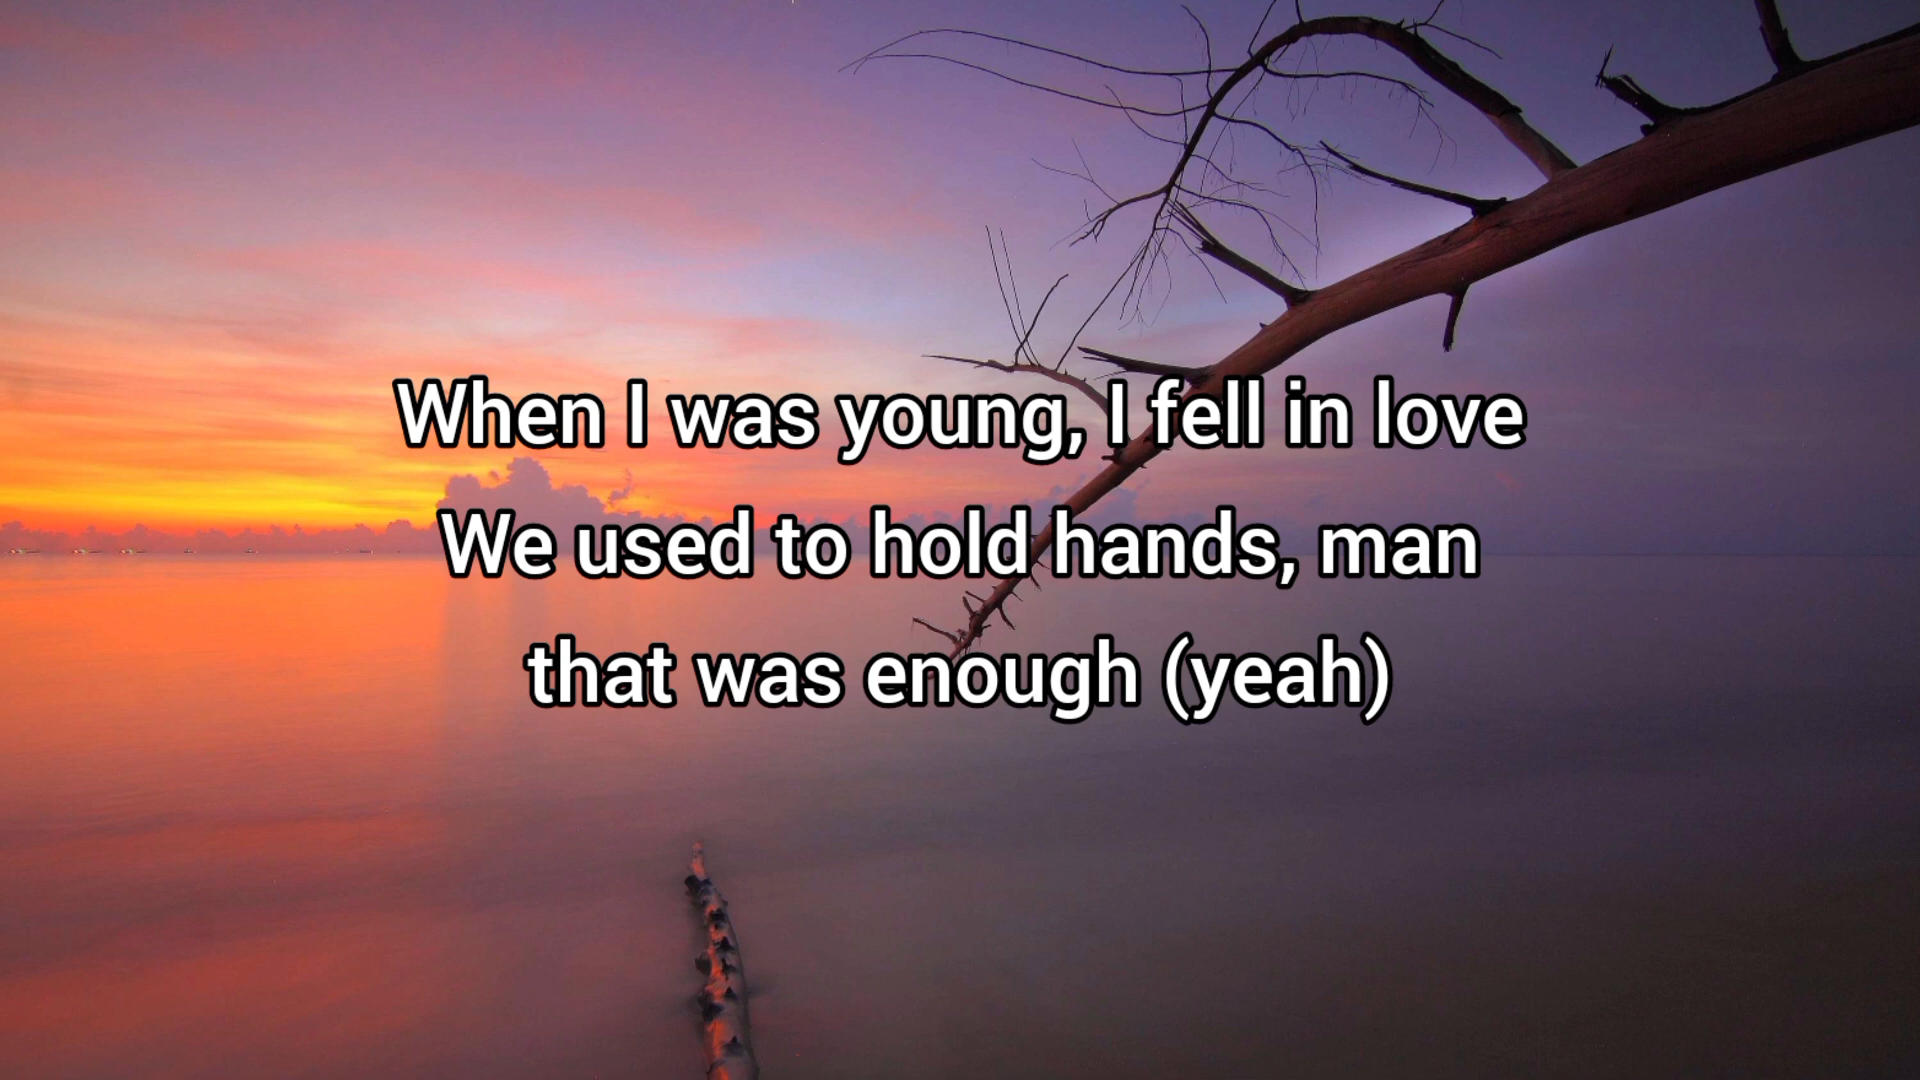 When I was young, I fell in love
We used to hold hands, man
that was enough (yeah)